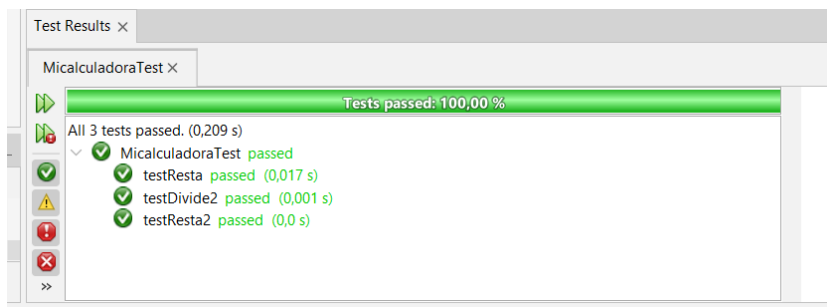 Test Results ×
MicalculadoraTest ×
Tests passed: 100,00 %
All 3 tests passed. (0,209 s)
MicalculadoraTest passed
testResta passed (0,017 s)
testDivide2 passed (0,001 s)
testResta2 passed (0,0 s)
»